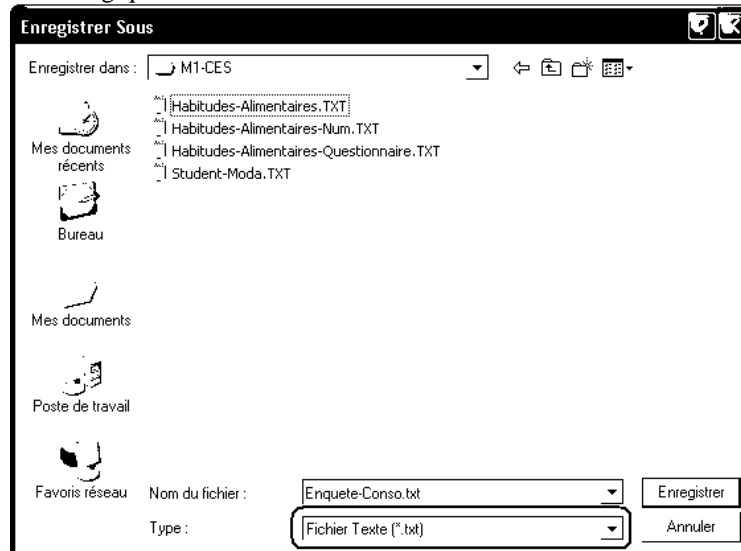 Enregistrer Sous
Enregistrer dans :
M1-CES
Habitudes-Alimentaires.TXT
Habitudes-Alimentaires-Num.TXT
Habitudes-Alimentaires-Questionnaire.TXT
Student-Moda.TXT
Mes documents
récents
Bureau
Mes documents
Poste de travail
Favoris réseau
Nom du fichier :
Enquete-Conso.txt
Enregistrer
Type :
Fichier Texte (*.txt)
Annuler